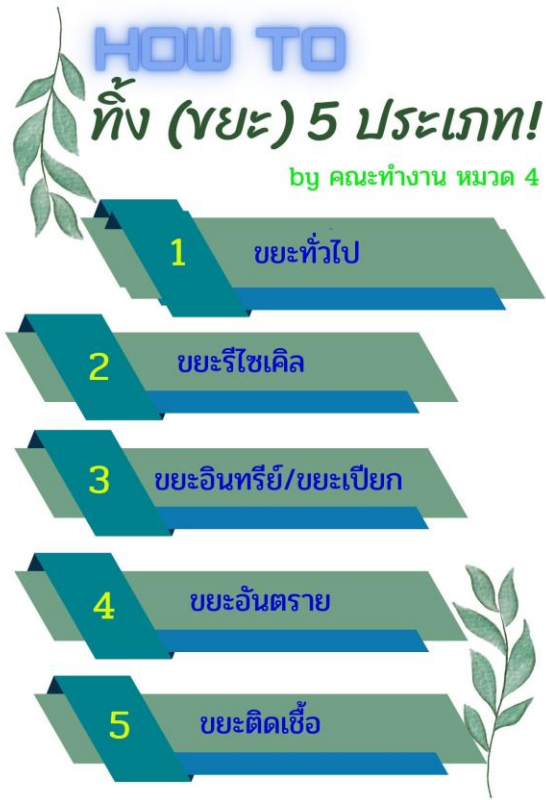 HOW TO
ทิ้ง (ขยะ) 5 ประเภท!
by คณะทำงาน หมวด 4
1 ขยะทั่วไป
2 ขยะรีไซเคิล
3 ขยะอินทรีย์/ขยะเปียก
4 ขยะอันตราย
5 ขยะติดเชื้อ